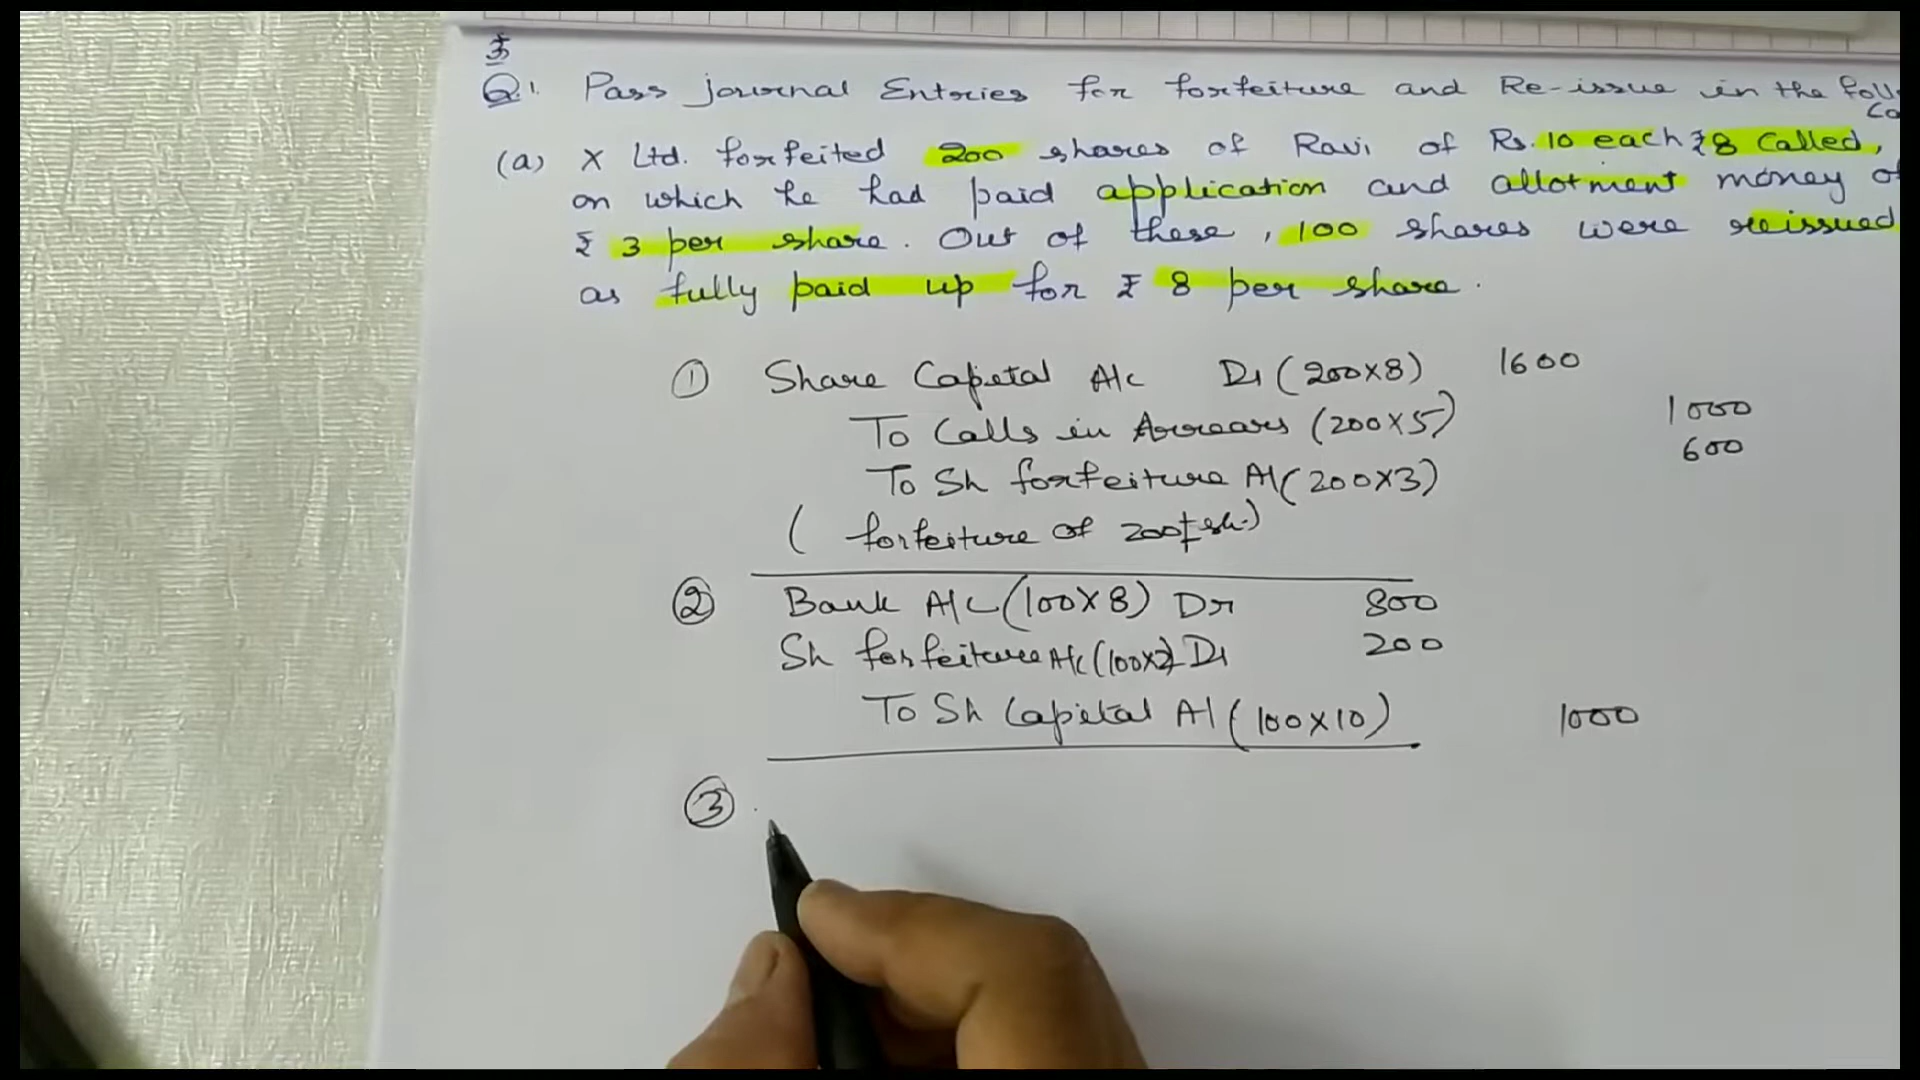 Q1. Pass journal Entries for forfeiture and Re-issue in the
(a) X Ltd. forfeited 200 shares of Ravi of Rs. 10 each ₹8 Called,
on which he had paid application and allotment money of
₹ 3 per share. Out of these, 100 shares were reissued
as fully paid up for ₹ 8 per share.
① Share Capital A/c Dr (200×8) 1600
To Calls in Arrears (200×5) 1000
To Sh forfeiture A/c (200×3) 600
( forfeiture of 200 sh.)
② Bank A/C (100×8) Dr 800
Sh forfeiture A/c (100×2) Dr 200
To Sh Capital A/ (100×10) 1000
③